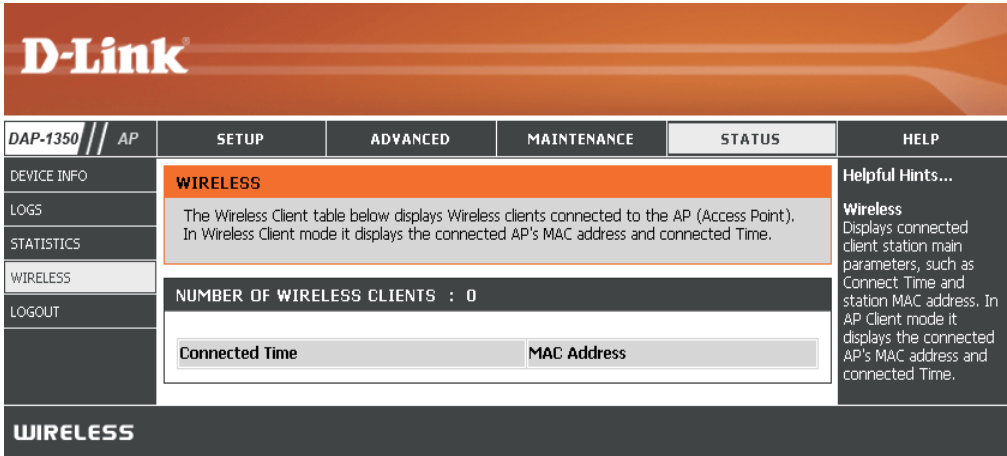 D-Link®
DAP-1350 // AP
SETUP
ADVANCED
MAINTENANCE
STATUS
HELP
DEVICE INFO
LOGS
STATISTICS
WIRELESS
LOGOUT
WIRELESS
The Wireless Client table below displays Wireless clients connected to the AP (Access Point).
In Wireless Client mode it displays the connected AP's MAC address and connected Time.
NUMBER OF WIRELESS CLIENTS : 0
Connected Time
MAC Address
Helpful Hints...
Wireless
Displays connected
client station main
parameters, such as
Connect Time and
station MAC address. In
AP Client mode it
displays the connected
AP's MAC address and
connected Time.
WIRELESS